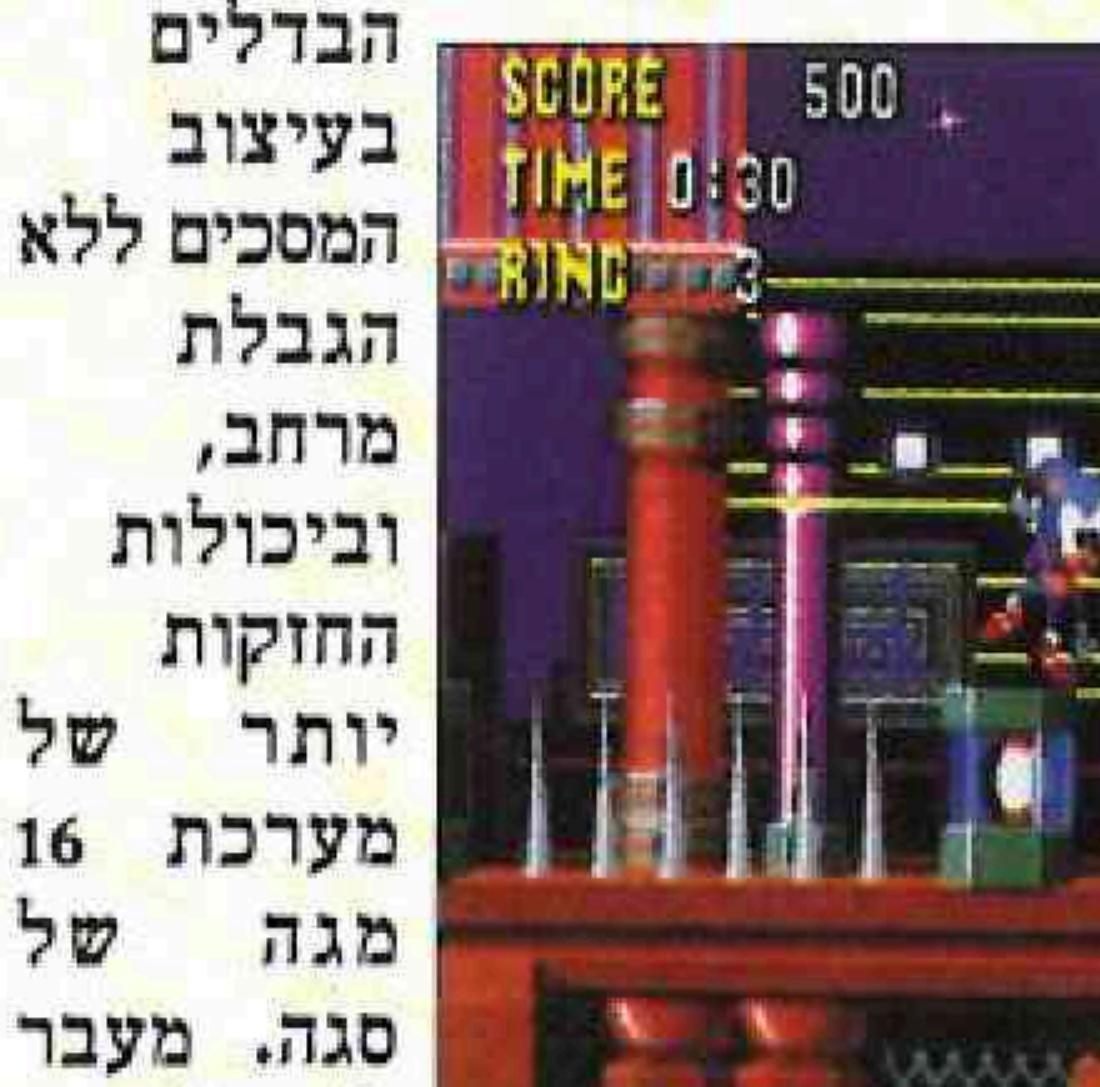 הבדלים
בעיצוב
המסכים ללא
הגבלת
מרחב,
וביכולות
החזקות
יותר של
מערכת 16
מגה של
סגה. מעבר
SCORE 500
TIME 0:30
RING 3